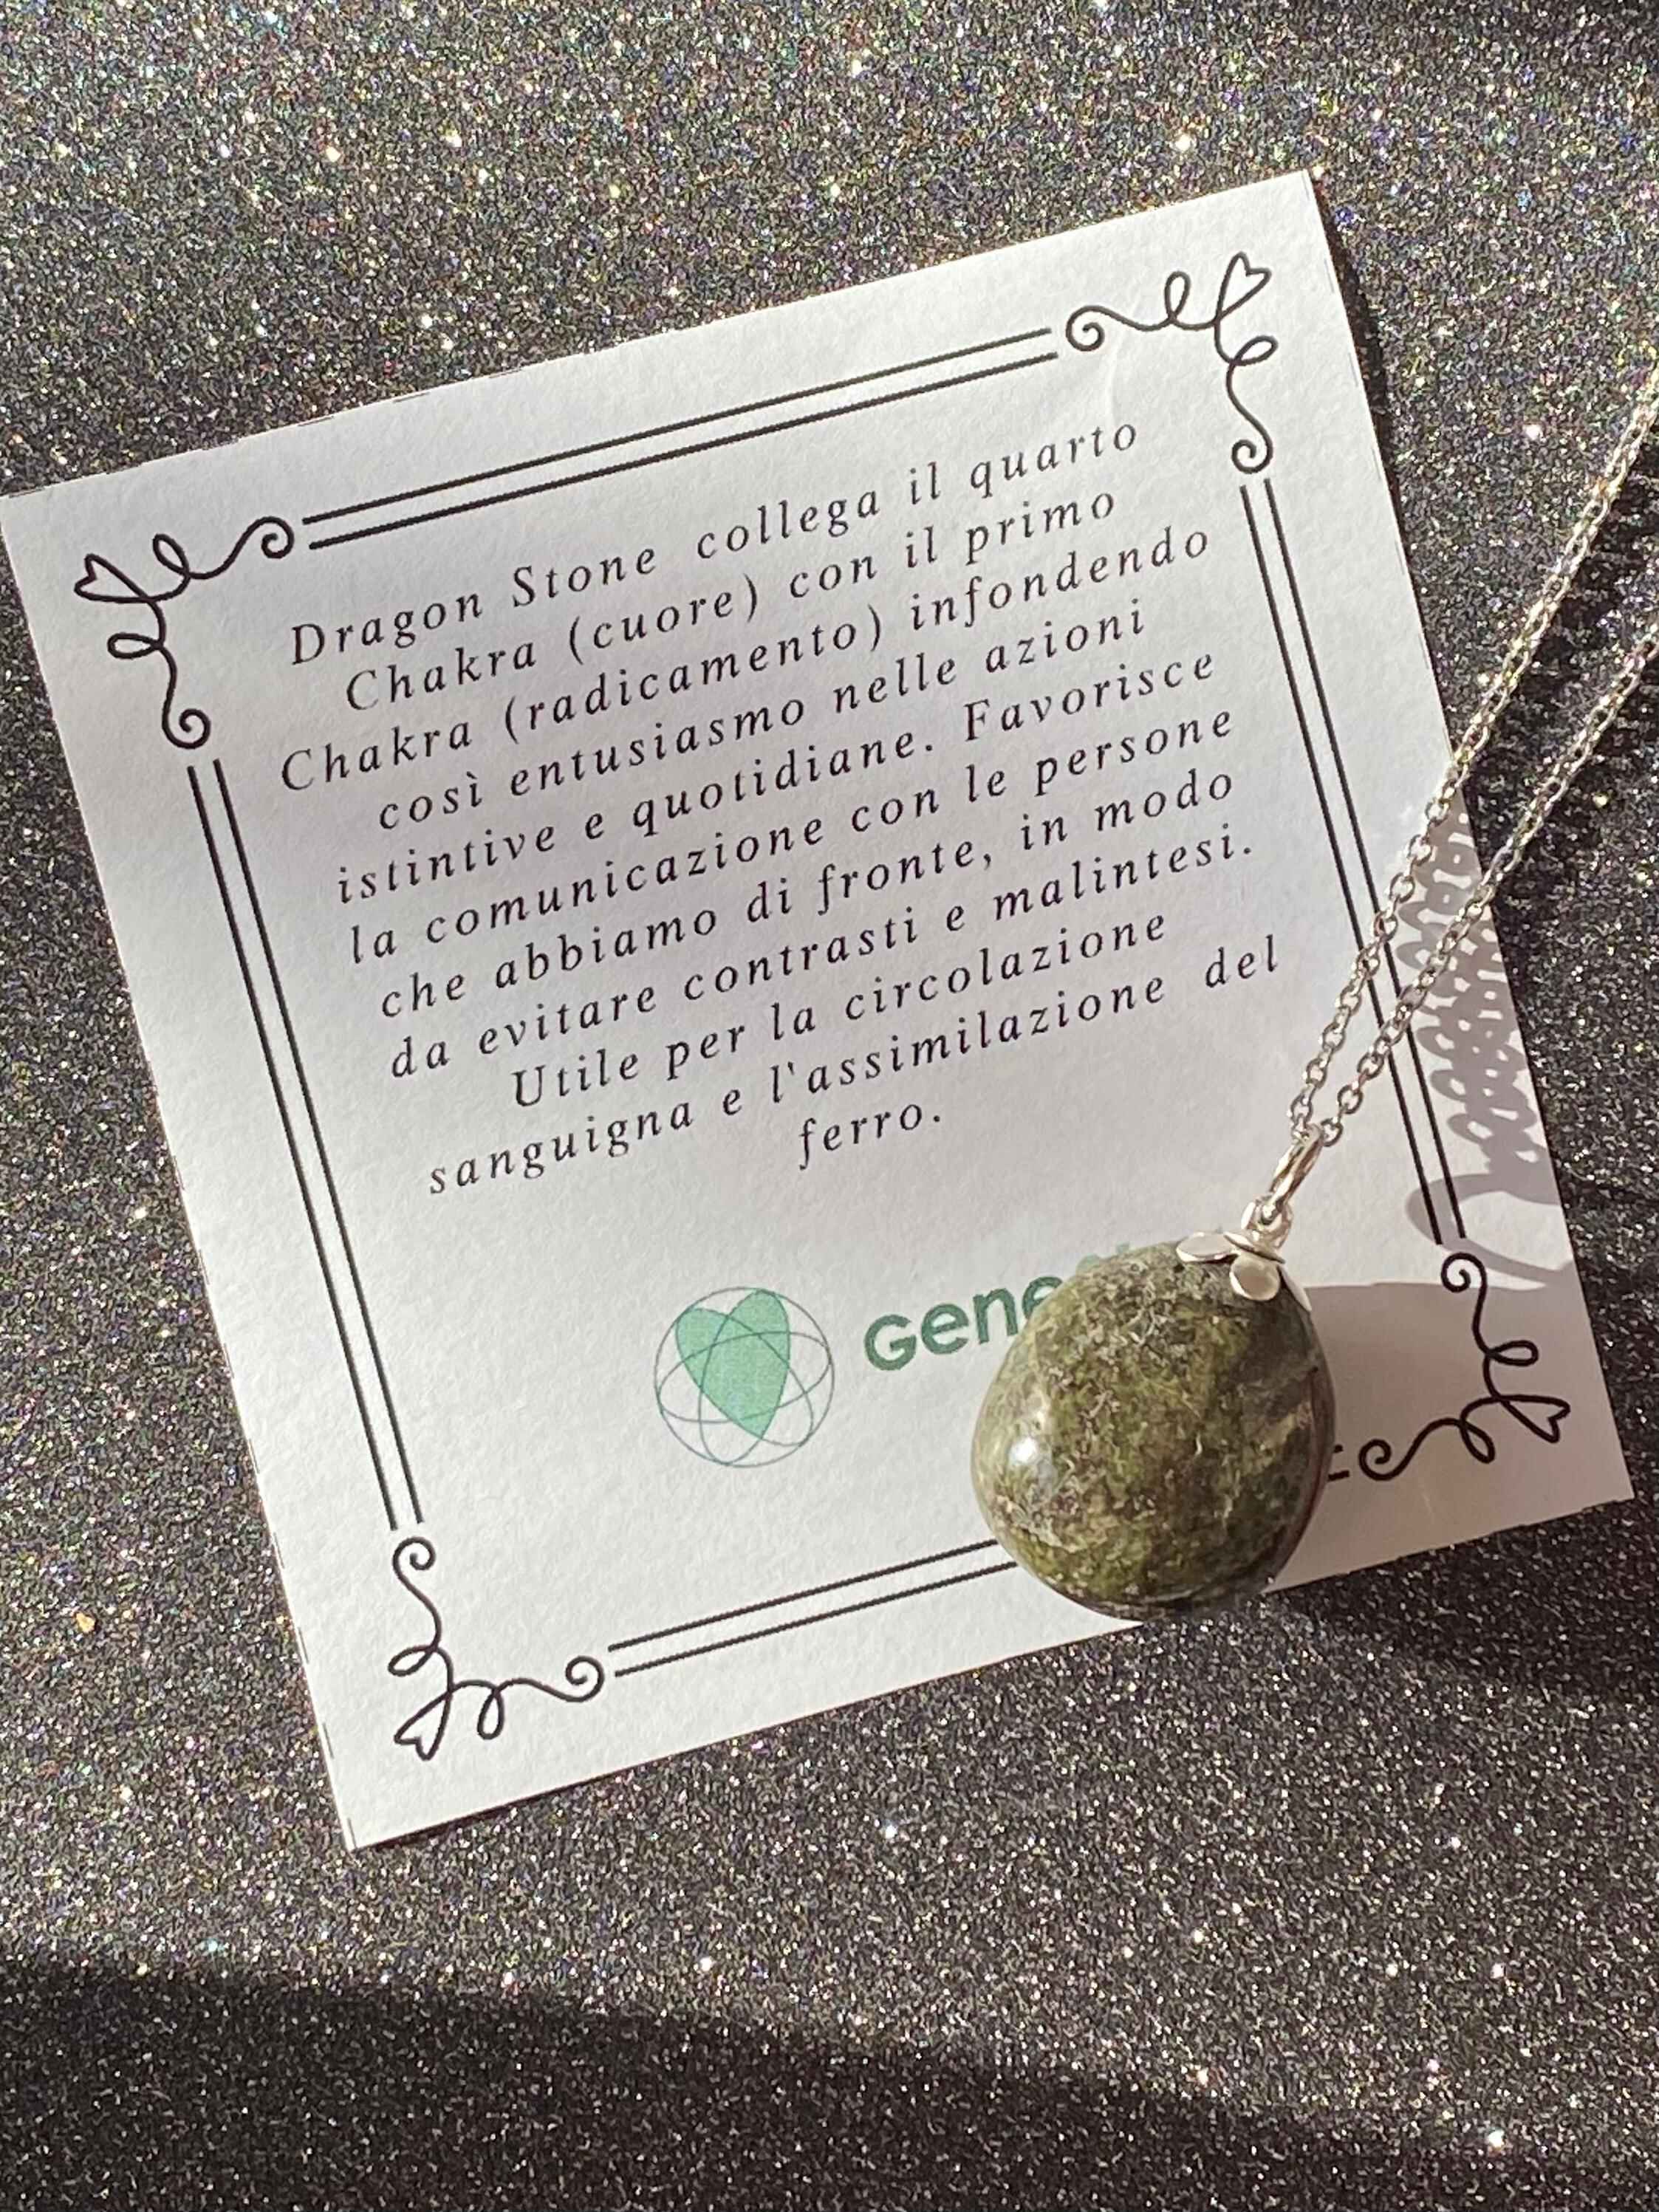 Dragon Stone collega il quarto
Chakra (cuore) con il primo
Chakra (radicamento) infondendo
così entusiasmo nelle azioni
istintive e quotidiane. Favorisce
la comunicazione con le persone
che abbiamo di fronte, in modo
da evitare contrasti e malintesi.
Utile per la circolazione
sanguigna e l'assimilazione del
ferro.